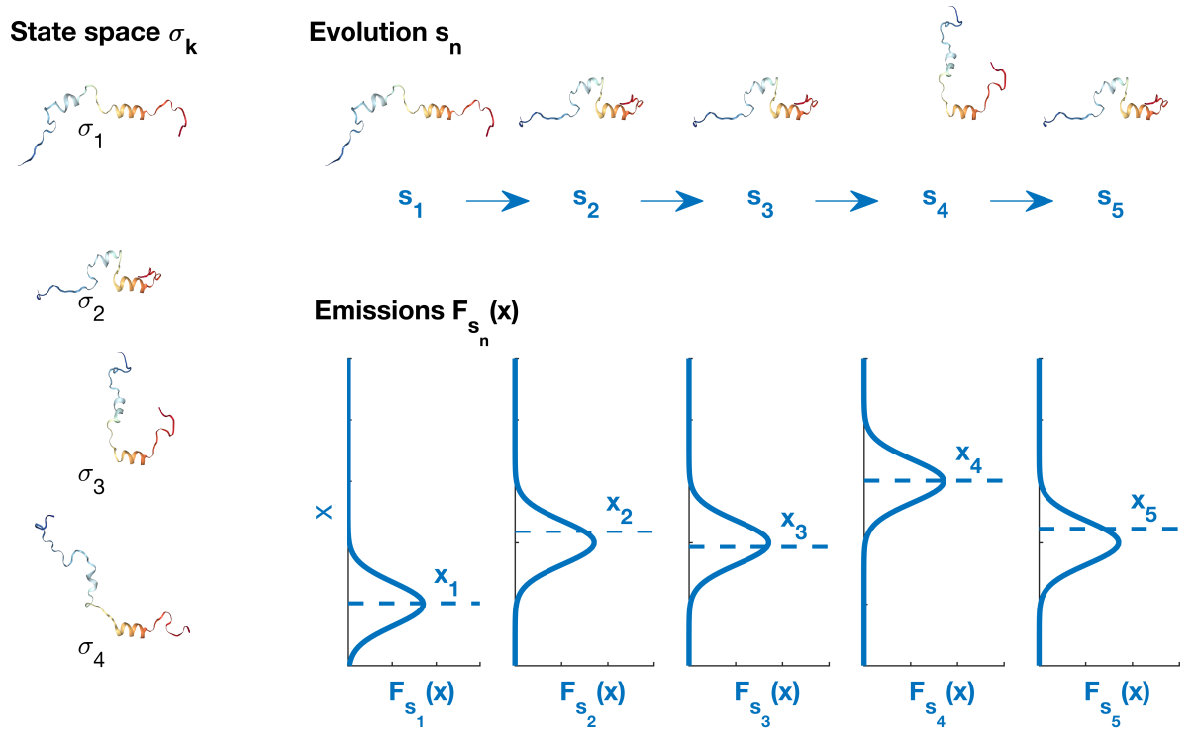 State space σk
Evolution sn
σ1
s1 s2 s3 s4 s5
σ2
Emissions Fsn (x)
σ3
x
x1
x2
x3
x4
x5
σ4
Fs1 (x) Fs2 (x) Fs3 (x) Fs4 (x) Fs5 (x)